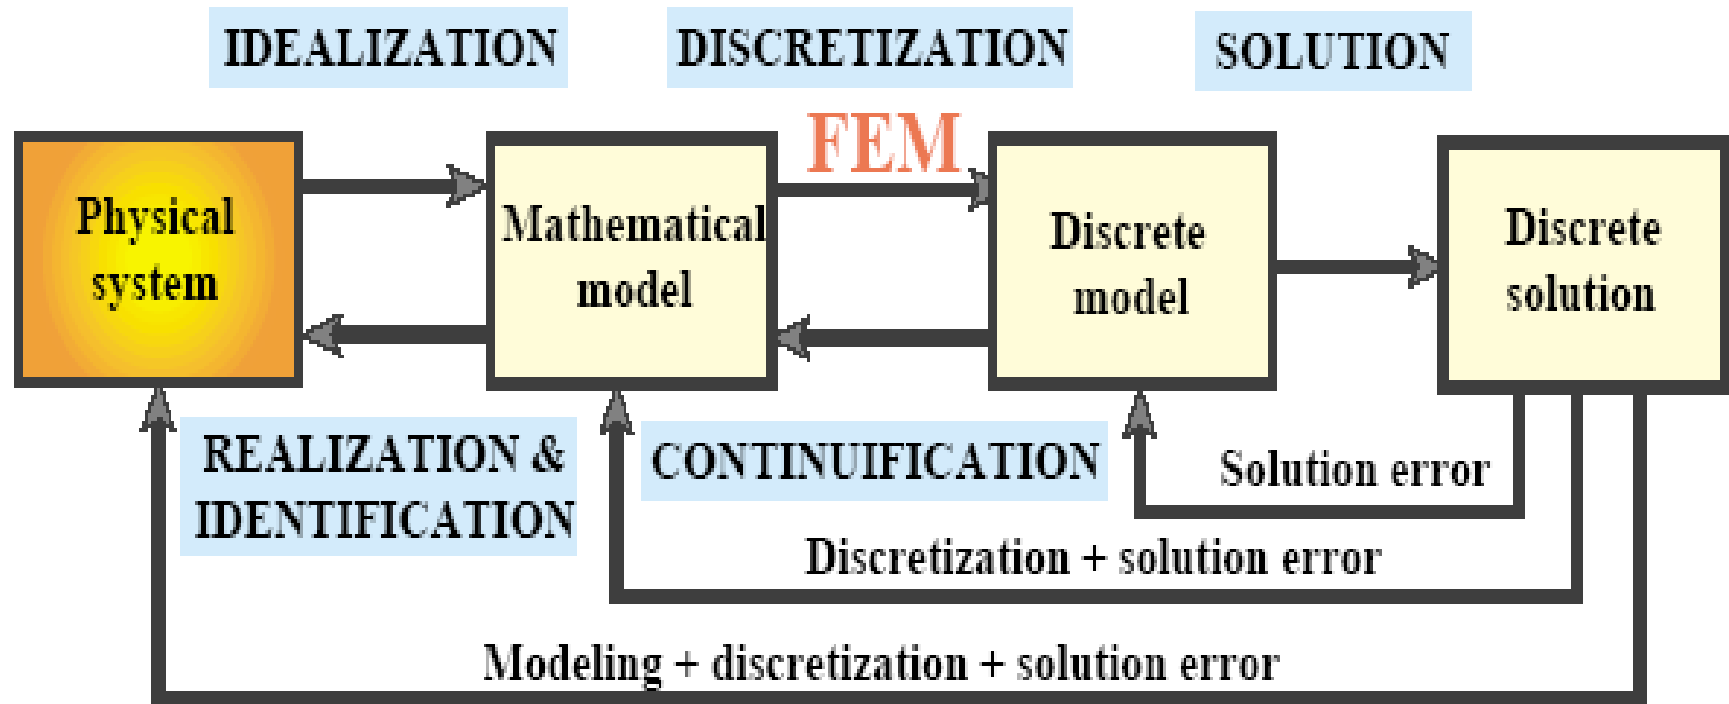 IDEALIZATION
DISCRETIZATION
SOLUTION
FEM
Physical
system
Mathematical
model
Discrete
model
Discrete
solution
REALIZATION &
IDENTIFICATION
CONTINUIFICATION
Solution error
Discretization + solution error
Modeling + discretization + solution error